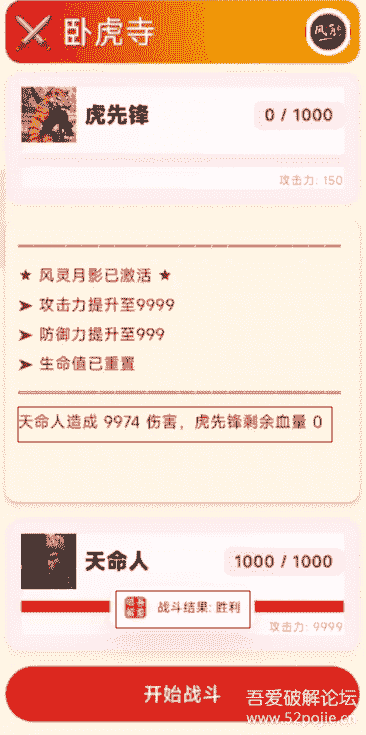 卧虎寺
风灵
虎先锋
0 / 1000
攻击力: 150
★ 风灵月影已激活 ★
➤ 攻击力提升至9999
➤ 防御力提升至999
➤ 生命值已重置
天命人造成 9974 伤害，虎先锋剩余血量 0
天命人
1000 / 1000
战斗结果: 胜利
攻击力: 9999
开始战斗
吾爱破解论坛
www.52pojie.cn